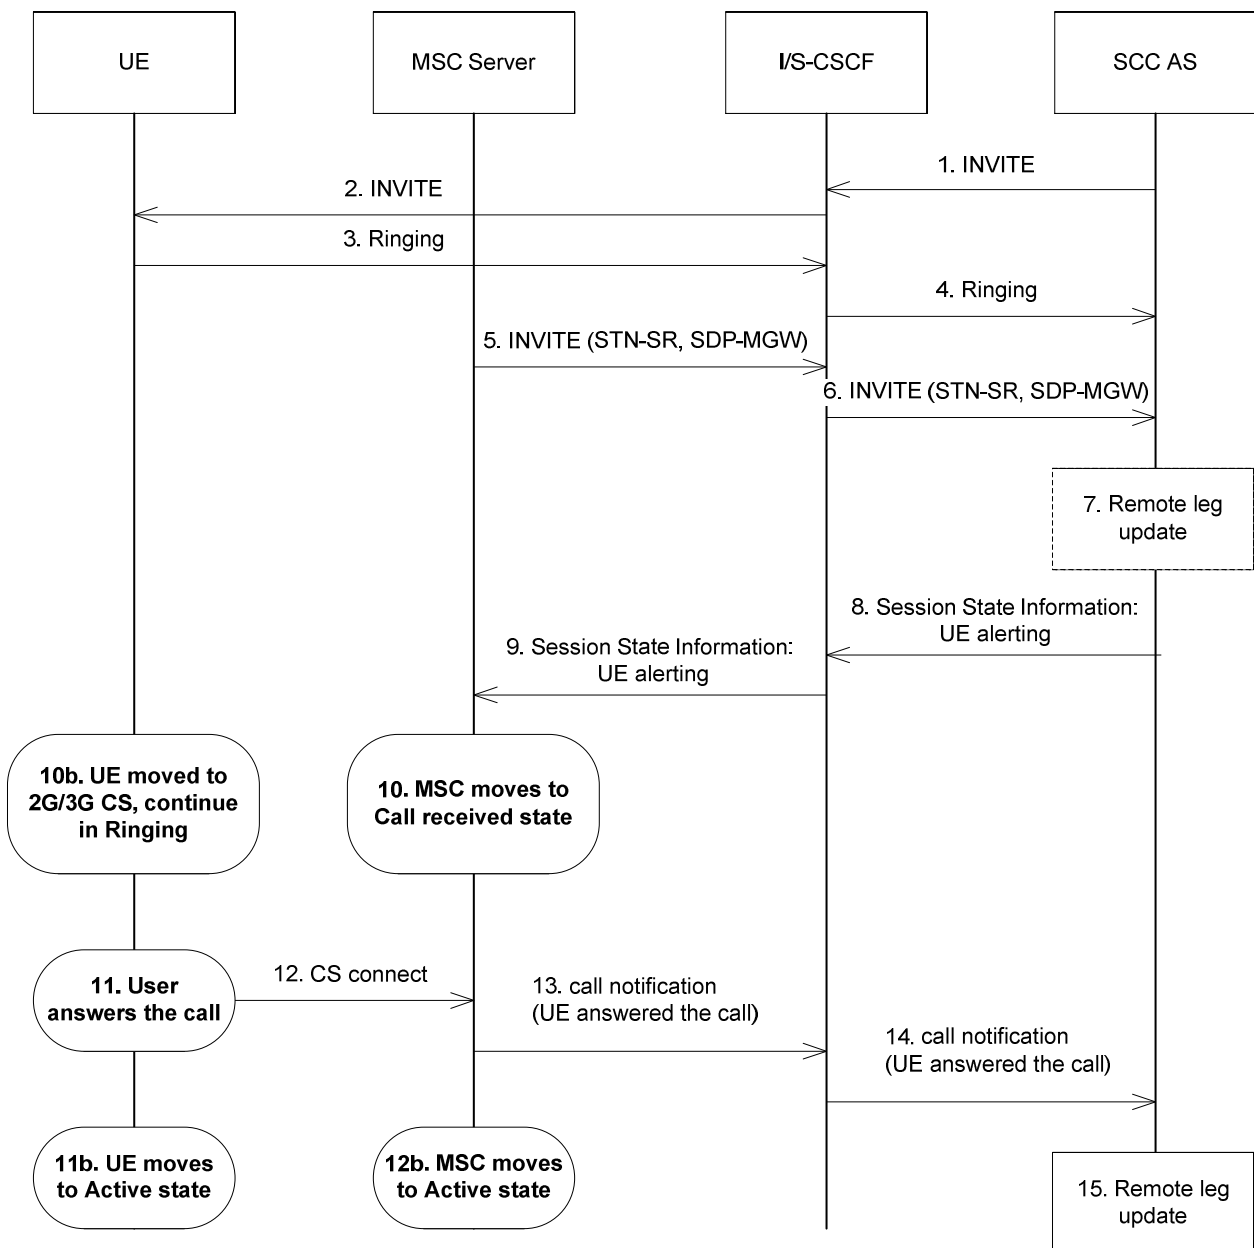 UE
MSC Server
I/S-CSCF
SCC AS
1. INVITE
2. INVITE
3. Ringing
4. Ringing
5. INVITE (STN-SR, SDP-MGW)
6. INVITE (STN-SR, SDP-MGW)
7. Remote leg
update
8. Session State Information:
UE alerting
9. Session State Information:
UE alerting
10b. UE moved to
2G/3G CS, continue
in Ringing
10. MSC moves to
Call received state
11. User
answers the call
12. CS connect
13. call notification
(UE answered the call)
14. call notification
(UE answered the call)
11b. UE moves
to Active state
12b. MSC moves
to Active state
15. Remote leg
update